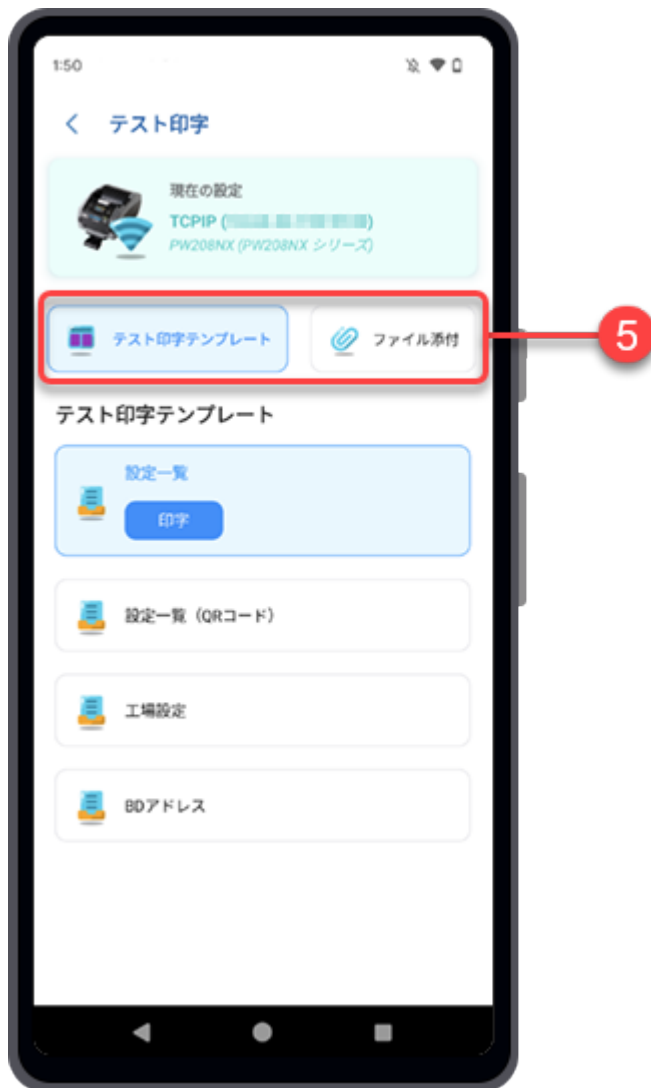 1:50
テスト印字
現在の設定
TCPIP ( )
PW208NX (PW208NX シリーズ)
テスト印字テンプレート
ファイル添付
5
テスト印字テンプレート
設定一覧
印字
設定一覧（QRコード）
工場設定
BDアドレス